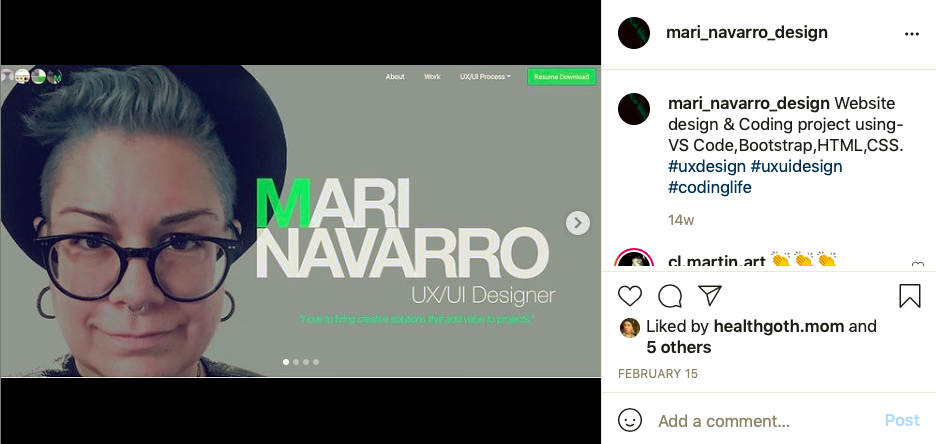 About Work UX/UI Process Resume Download
MARI
NAVARRO
UX/UI Designer
"I love to bring creative solutions that add value to projects."
mari_navarro_design
mari_navarro_design Website
design & Coding project using-
VS Code,Bootstrap,HTML,CSS.
#uxdesign #uxuidesign
#codinglife
14w
cl.martin.art 👏👏👏
Liked by healthgoth.mom and
5 others
FEBRUARY 15
Add a comment...
Post